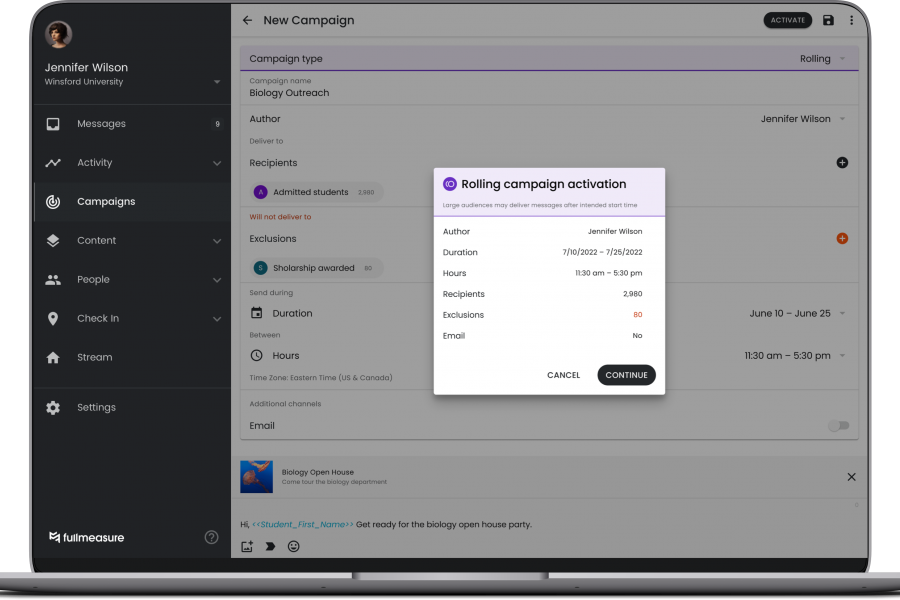 Jennifer Wilson
Winsford University
Messages 9
Activity
Campaigns
Content
People
Check In
Stream
Settings
fullmeasure
?
New Campaign ACTIVATE
Campaign type Rolling
Campaign name
Biology Outreach
Author Jennifer Wilson
Deliver to
Recipients
A Admitted students 2,980
Will not deliver to
Exclusions
S Sholarship awarded 80
Send during
Duration June 10 – June 25
Between
Hours 11:30 am – 5:30 pm
Time Zone: Eastern Time (US & Canada)
Additional channels
Email
Rolling campaign activation
Large audiences may deliver messages after intended start time
Author Jennifer Wilson
Duration 7/10/2022 – 7/25/2022
Hours 11:30 am – 5:30 pm
Recipients 2,980
Exclusions 80
Email No
CANCEL CONTINUE
Biology Open House
Come tour the biology department
Hi, <<Student_First_Name>> Get ready for the biology open house party.